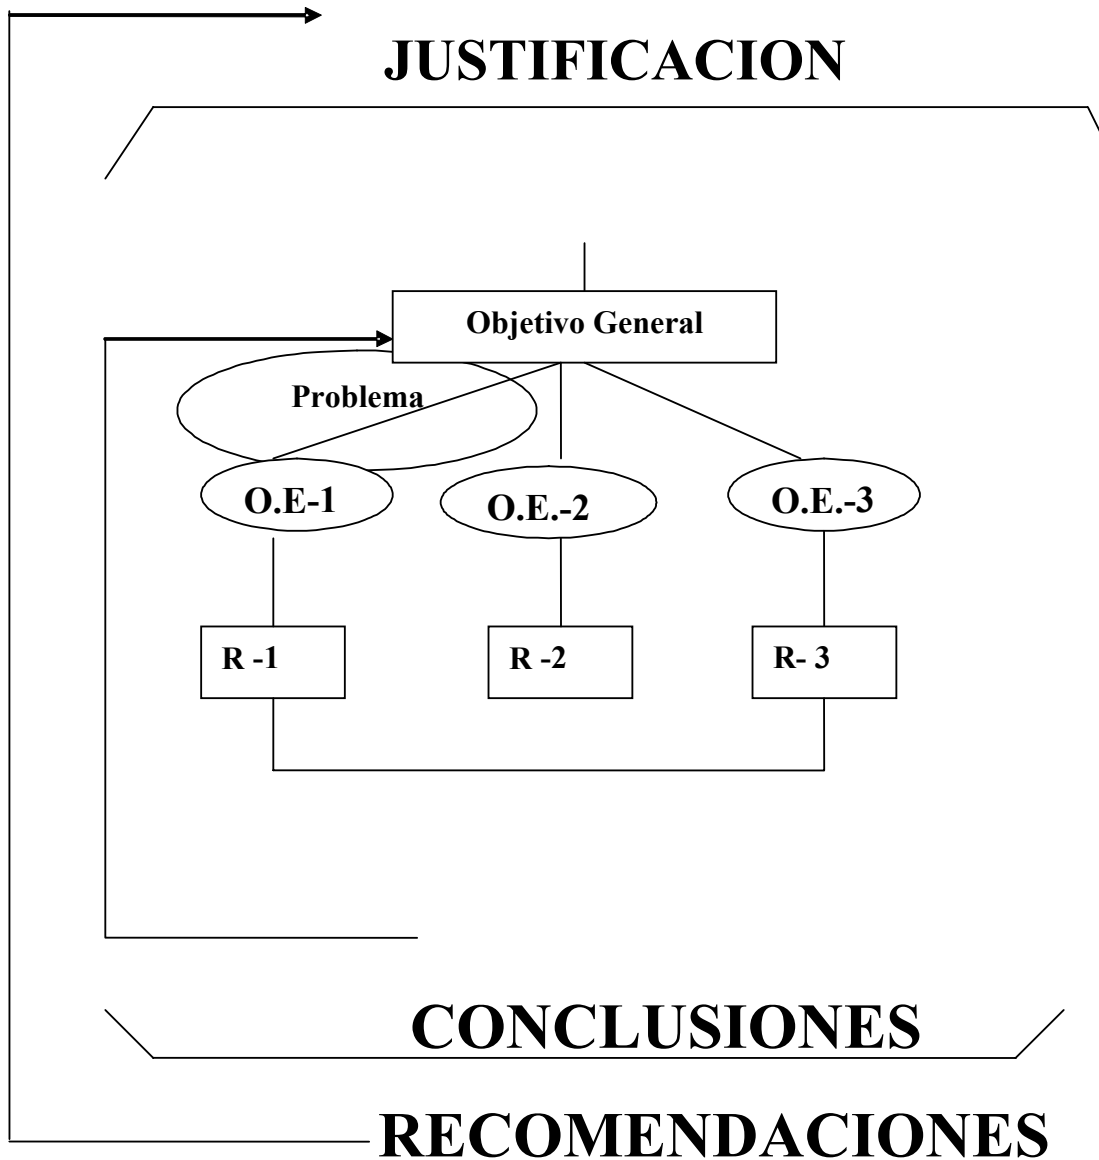 JUSTIFICACION
Objetivo General
Problema
O.E-1
O.E.-2
O.E.-3
R -1
R -2
R- 3
CONCLUSIONES
RECOMENDACIONES